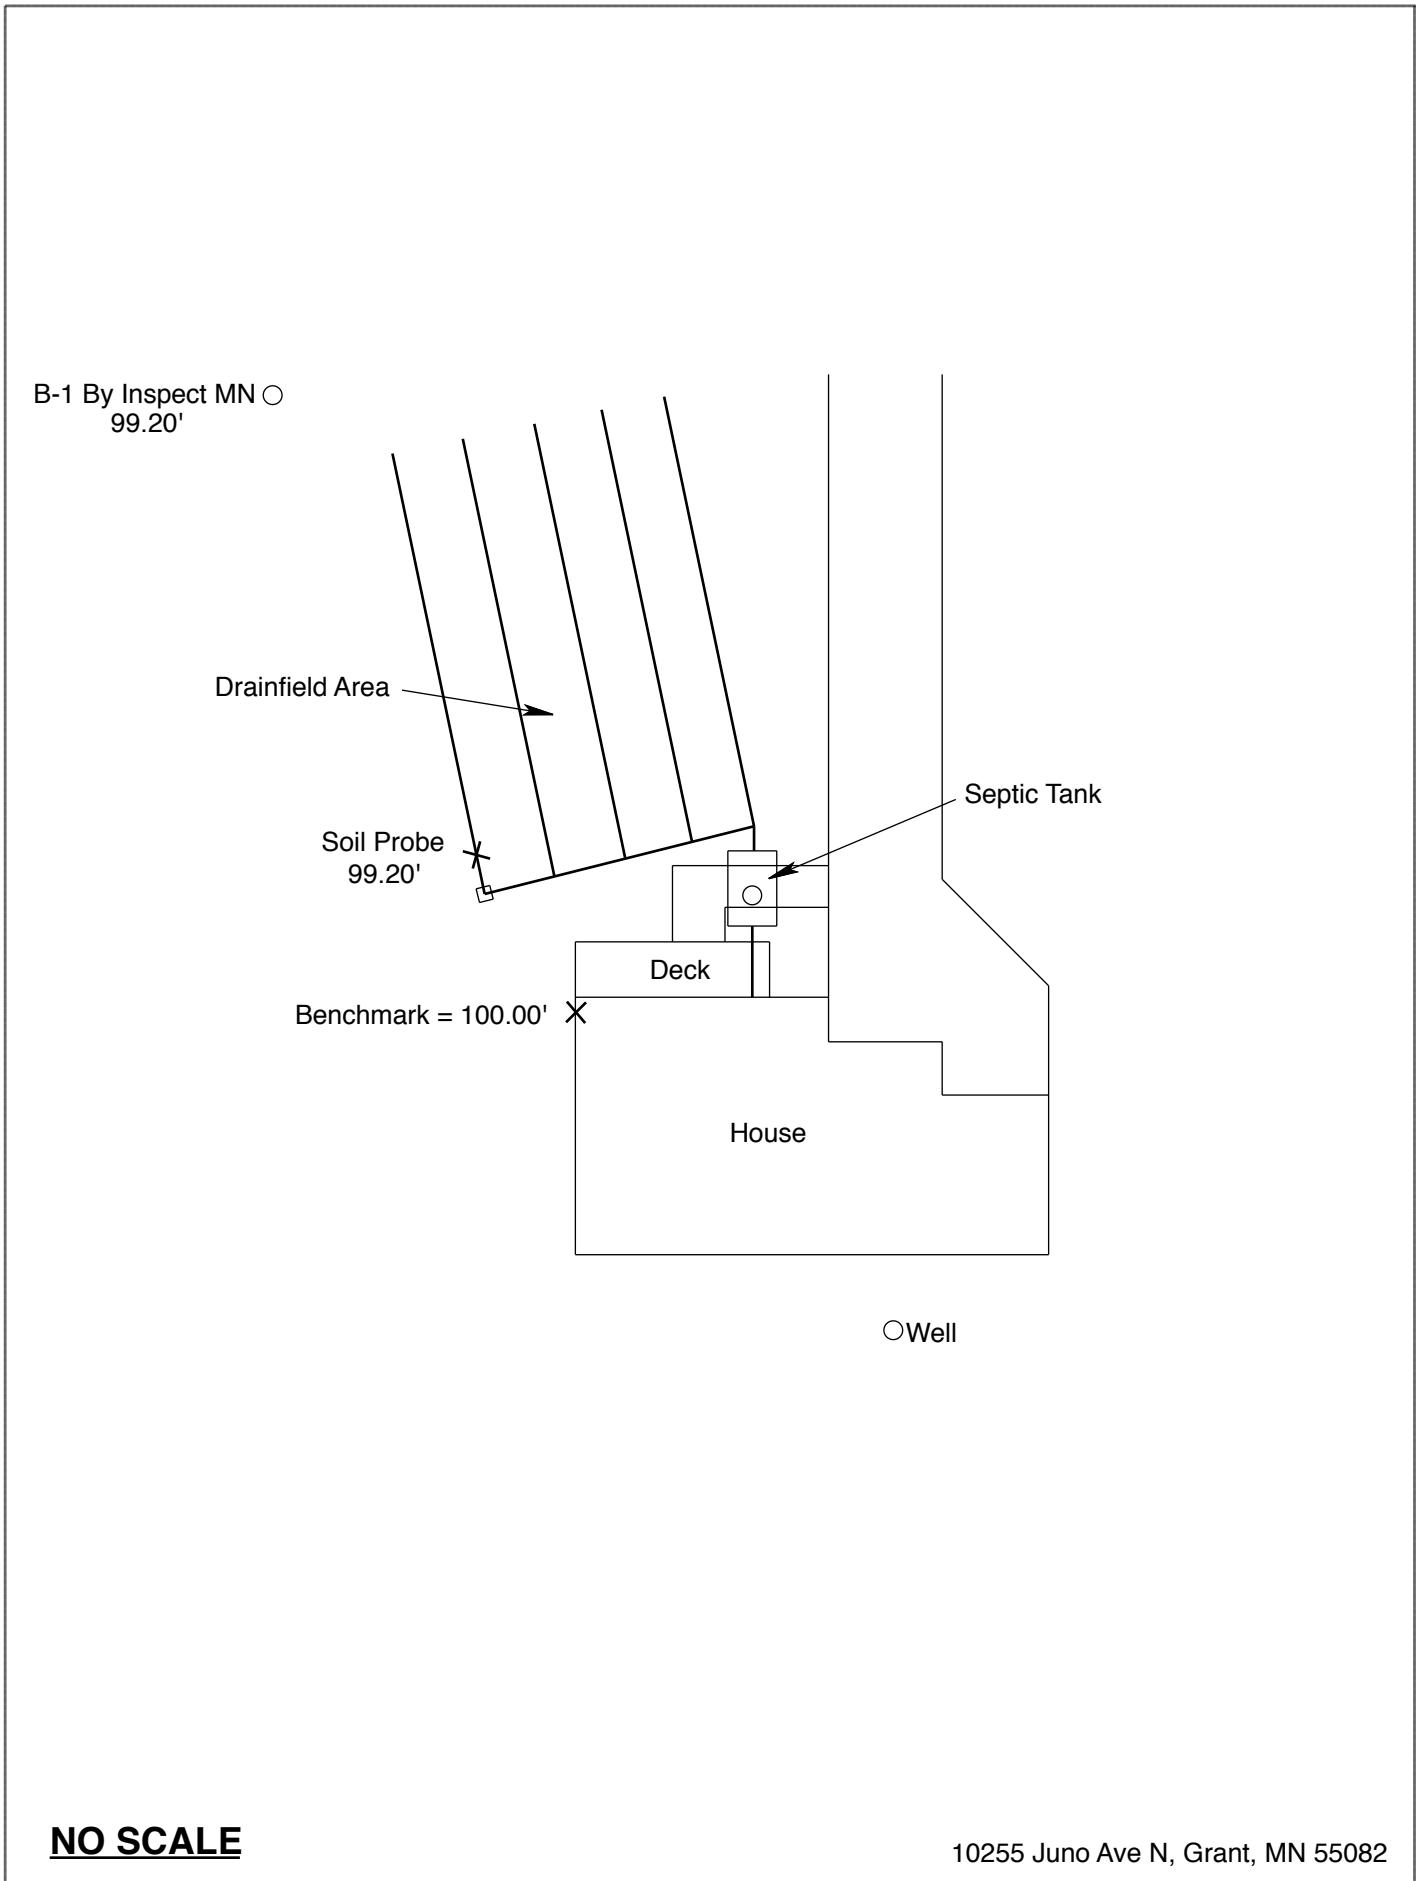 B-1 By Inspect MN
99.20'
Drainfield Area
Septic Tank
Soil Probe
99.20'
Deck
Benchmark = 100.00'
House
Well
NO SCALE
10255 Juno Ave N, Grant, MN 55082